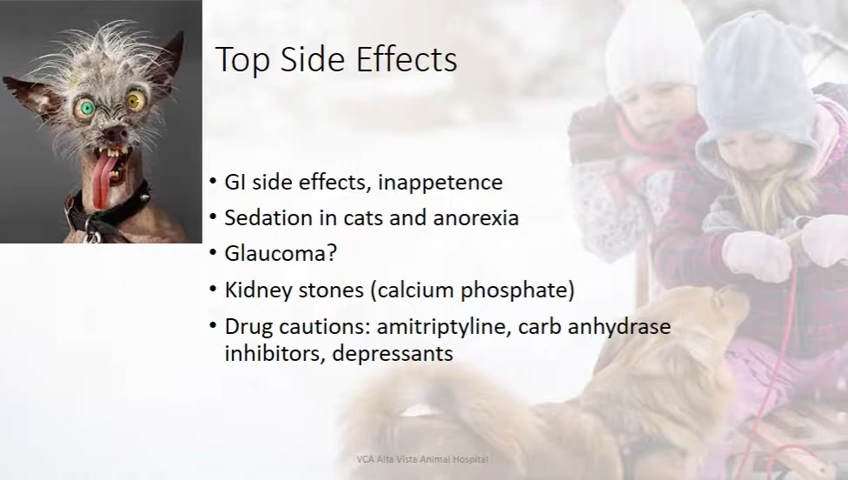 Top Side Effects
• GI side effects, inappetence
• Sedation in cats and anorexia
• Glaucoma?
• Kidney stones (calcium phosphate)
• Drug cautions: amitriptyline, carb anhydrase
inhibitors, depressants
VCA Alta Vista Animal Hospital